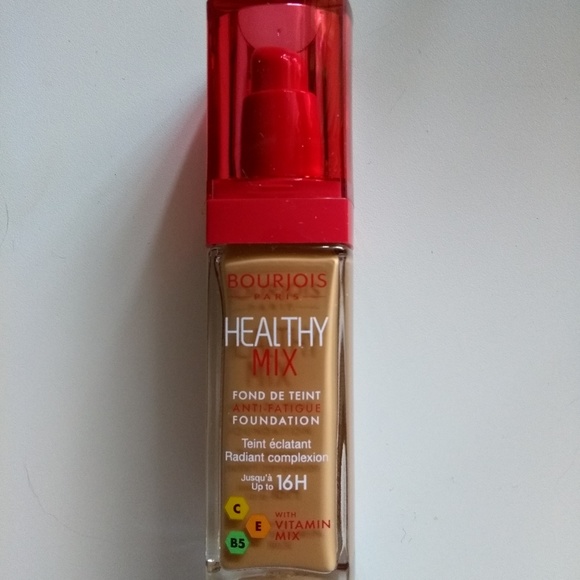 BOURJOIS
PARIS
HEALTHY
MIX
FOND DE TEINT
ANTI-FATIGUE
FOUNDATION
Teint éclatant
Radiant complexion
Jusqu'à
Up to 16H
C
E
B5
WITH
VITAMIN
MIX